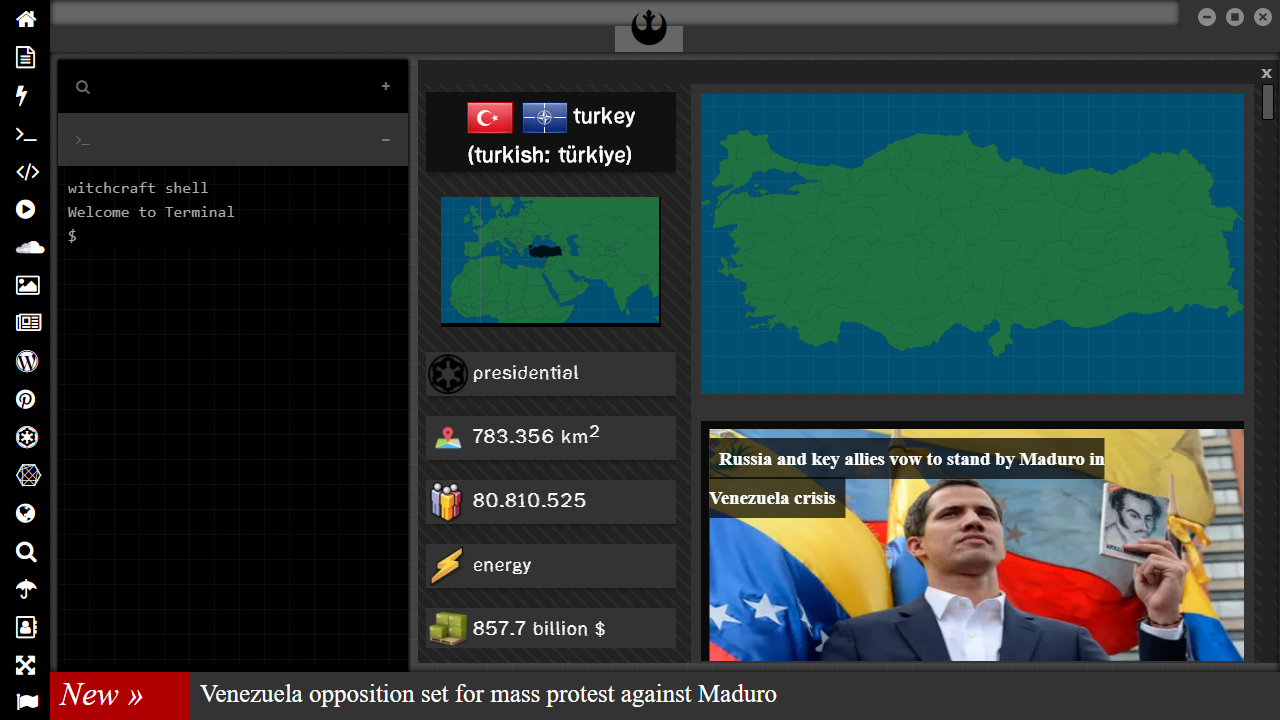 x
turkey
(turkish: türkiye)
witchcraft shell
Welcome to Terminal
$
presidential
783.356 km²
80.810.525
energy
857.7 billion $
Russia and key allies vow to stand by Maduro in
Venezuela crisis
New » Venezuela opposition set for mass protest against Maduro